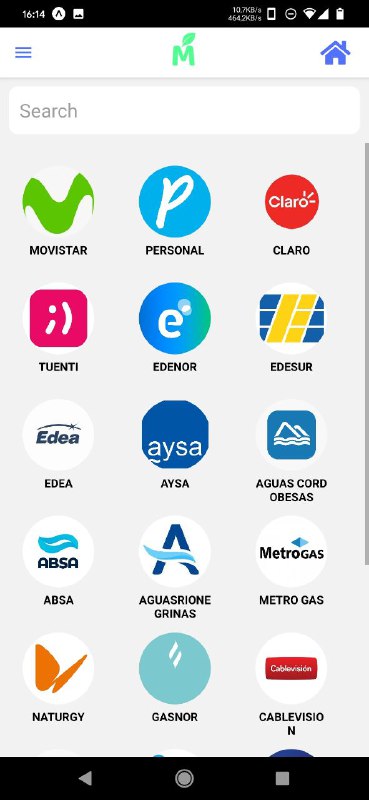 16:14
10.7KB/s
464.2KB/s
M
Search
MOVISTAR
PERSONAL
Claro
CLARO
TUENTI
EDENOR
EDESUR
Edea
EDEA
aysa
AYSA
AGUAS CORD
OBESAS
ABSA
ABSA
AGUASRIONE
GRINAS
MetroGAS
METRO GAS
NATURGY
GASNOR
Cablevisión
CABLEVISIO
N